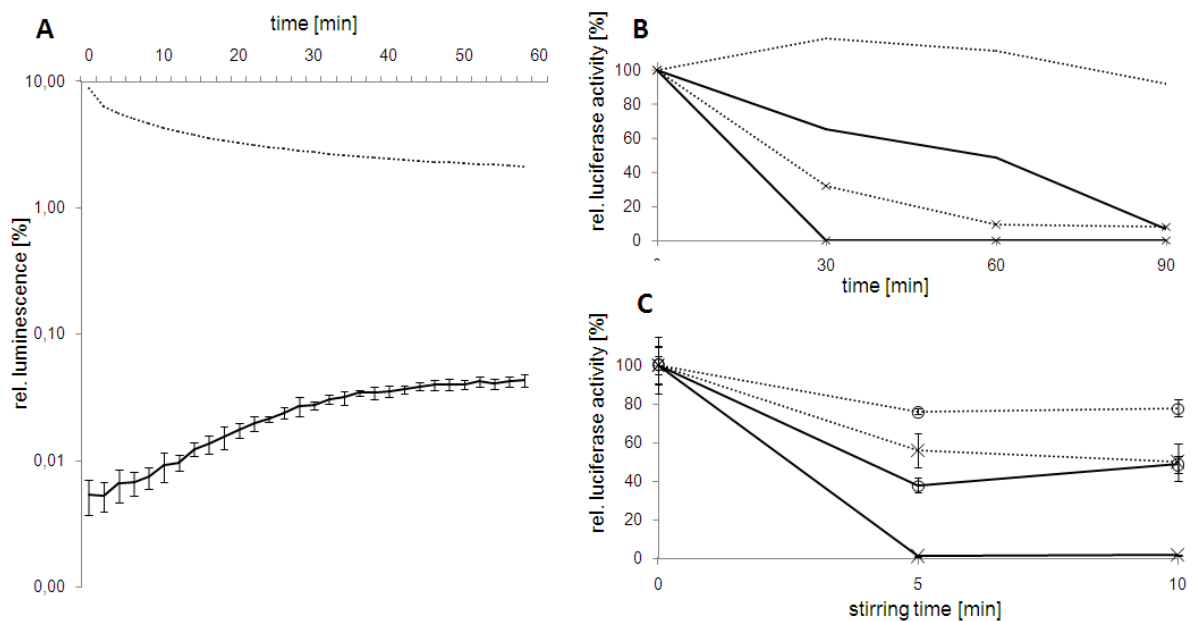 A
time [min]
0 10 20 30 40 50 60
10,00
1,00
0,10
0,01
0,00
rel. luminescence [%]
B
rel. luciferase activity [%]
100
80
60
40
20
0
30 60 90
time [min]
C
rel. luciferase activity [%]
100
80
60
40
20
0
0 5 10
stirring time [min]